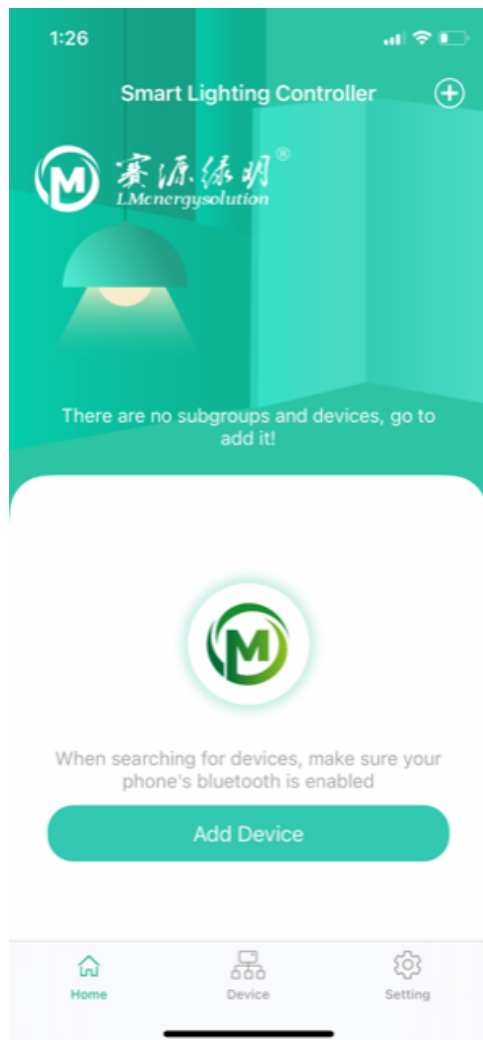 1:26
Smart Lighting Controller
M 赛源绿明®
LMenergysolution
There are no subgroups and devices, go to
add it!
M
When searching for devices, make sure your
phone's bluetooth is enabled
Add Device
Home Device Setting